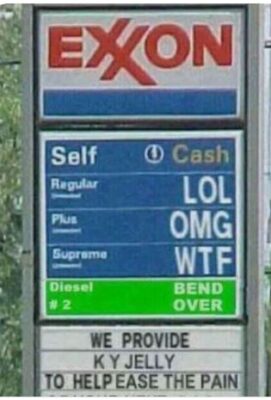 EXXON
Self Cash
Regular LOL
Plus OMG
Supreme WTF
Diesel BEND
# 2 OVER
WE PROVIDE
KY JELLY
TO HELP EASE THE PAIN